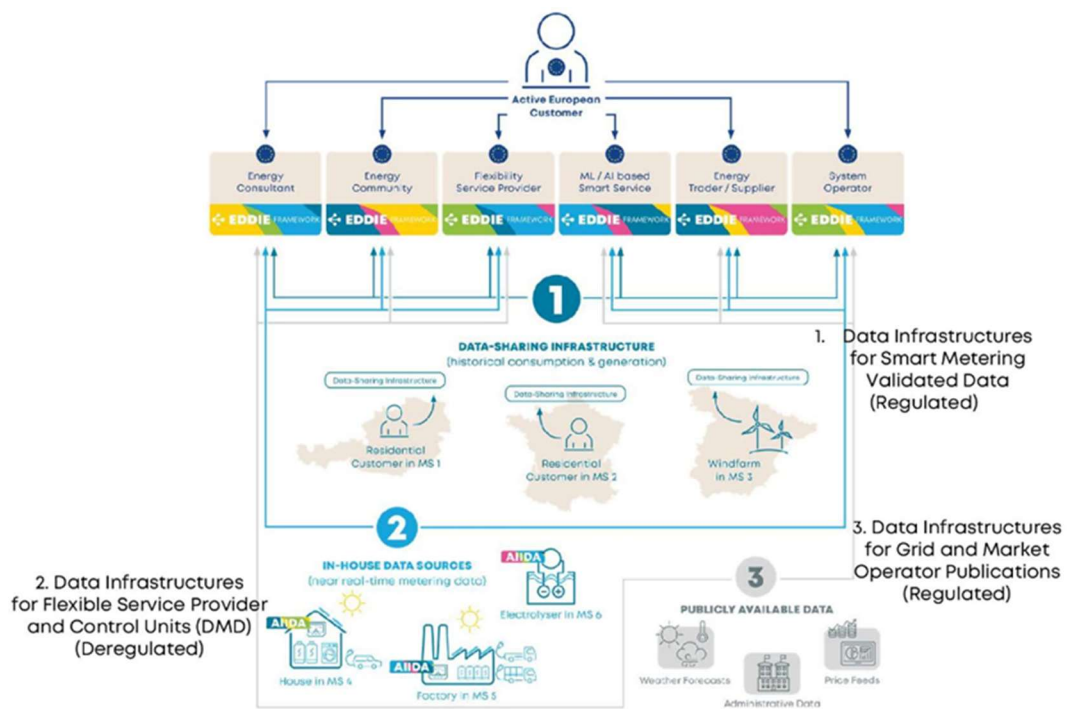 Active European
Customer
Energy
Consultant
Energy
Community
Flexibility
Service Provider
ML / AI based
Smart Service
Energy
Trader / Supplier
System
Operator
EDDIE FRAMEWORK
EDDIE FRAMEWORK
EDDIE FRAMEWORK
EDDIE FRAMEWORK
EDDIE FRAMEWORK
EDDIE FRAMEWORK
1
DATA-SHARING INFRASTRUCTURE
(historical consumption & generation)
1. Data Infrastructures
for Smart Metering
Validated Data
(Regulated)
Data-Sharing Infrastructure
Data-Sharing Infrastructure
Data-Sharing Infrastructure
Residential
Customer in MS 1
Residential
Customer in MS 2
Windfarm
in MS 3
2
IN-HOUSE DATA SOURCES
(near real-time metering data)
AIIDA
Electrolyser in MS 6
AIIDA
House in MS 4
AIIDA
Factory in MS 5
2. Data Infrastructures
for Flexible Service Provider
and Control Units (DMD)
(Deregulated)
3. Data Infrastructures
for Grid and Market
Operator Publications
(Regulated)
3
PUBLICLY AVAILABLE DATA
Weather Forecasts
Administrative Data
Price Feeds